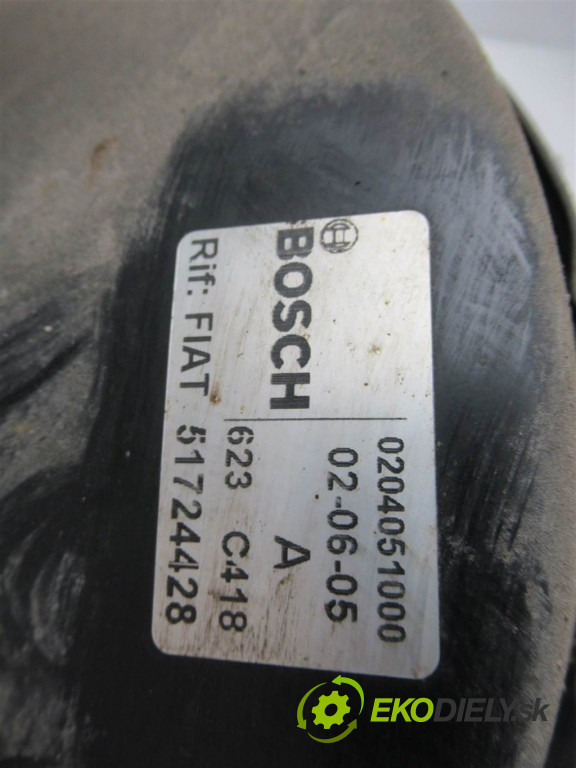 BOSCH
0204051000
02-06-05
A
623 C418
Rif: FIAT 51724428
EKODIELY.sk